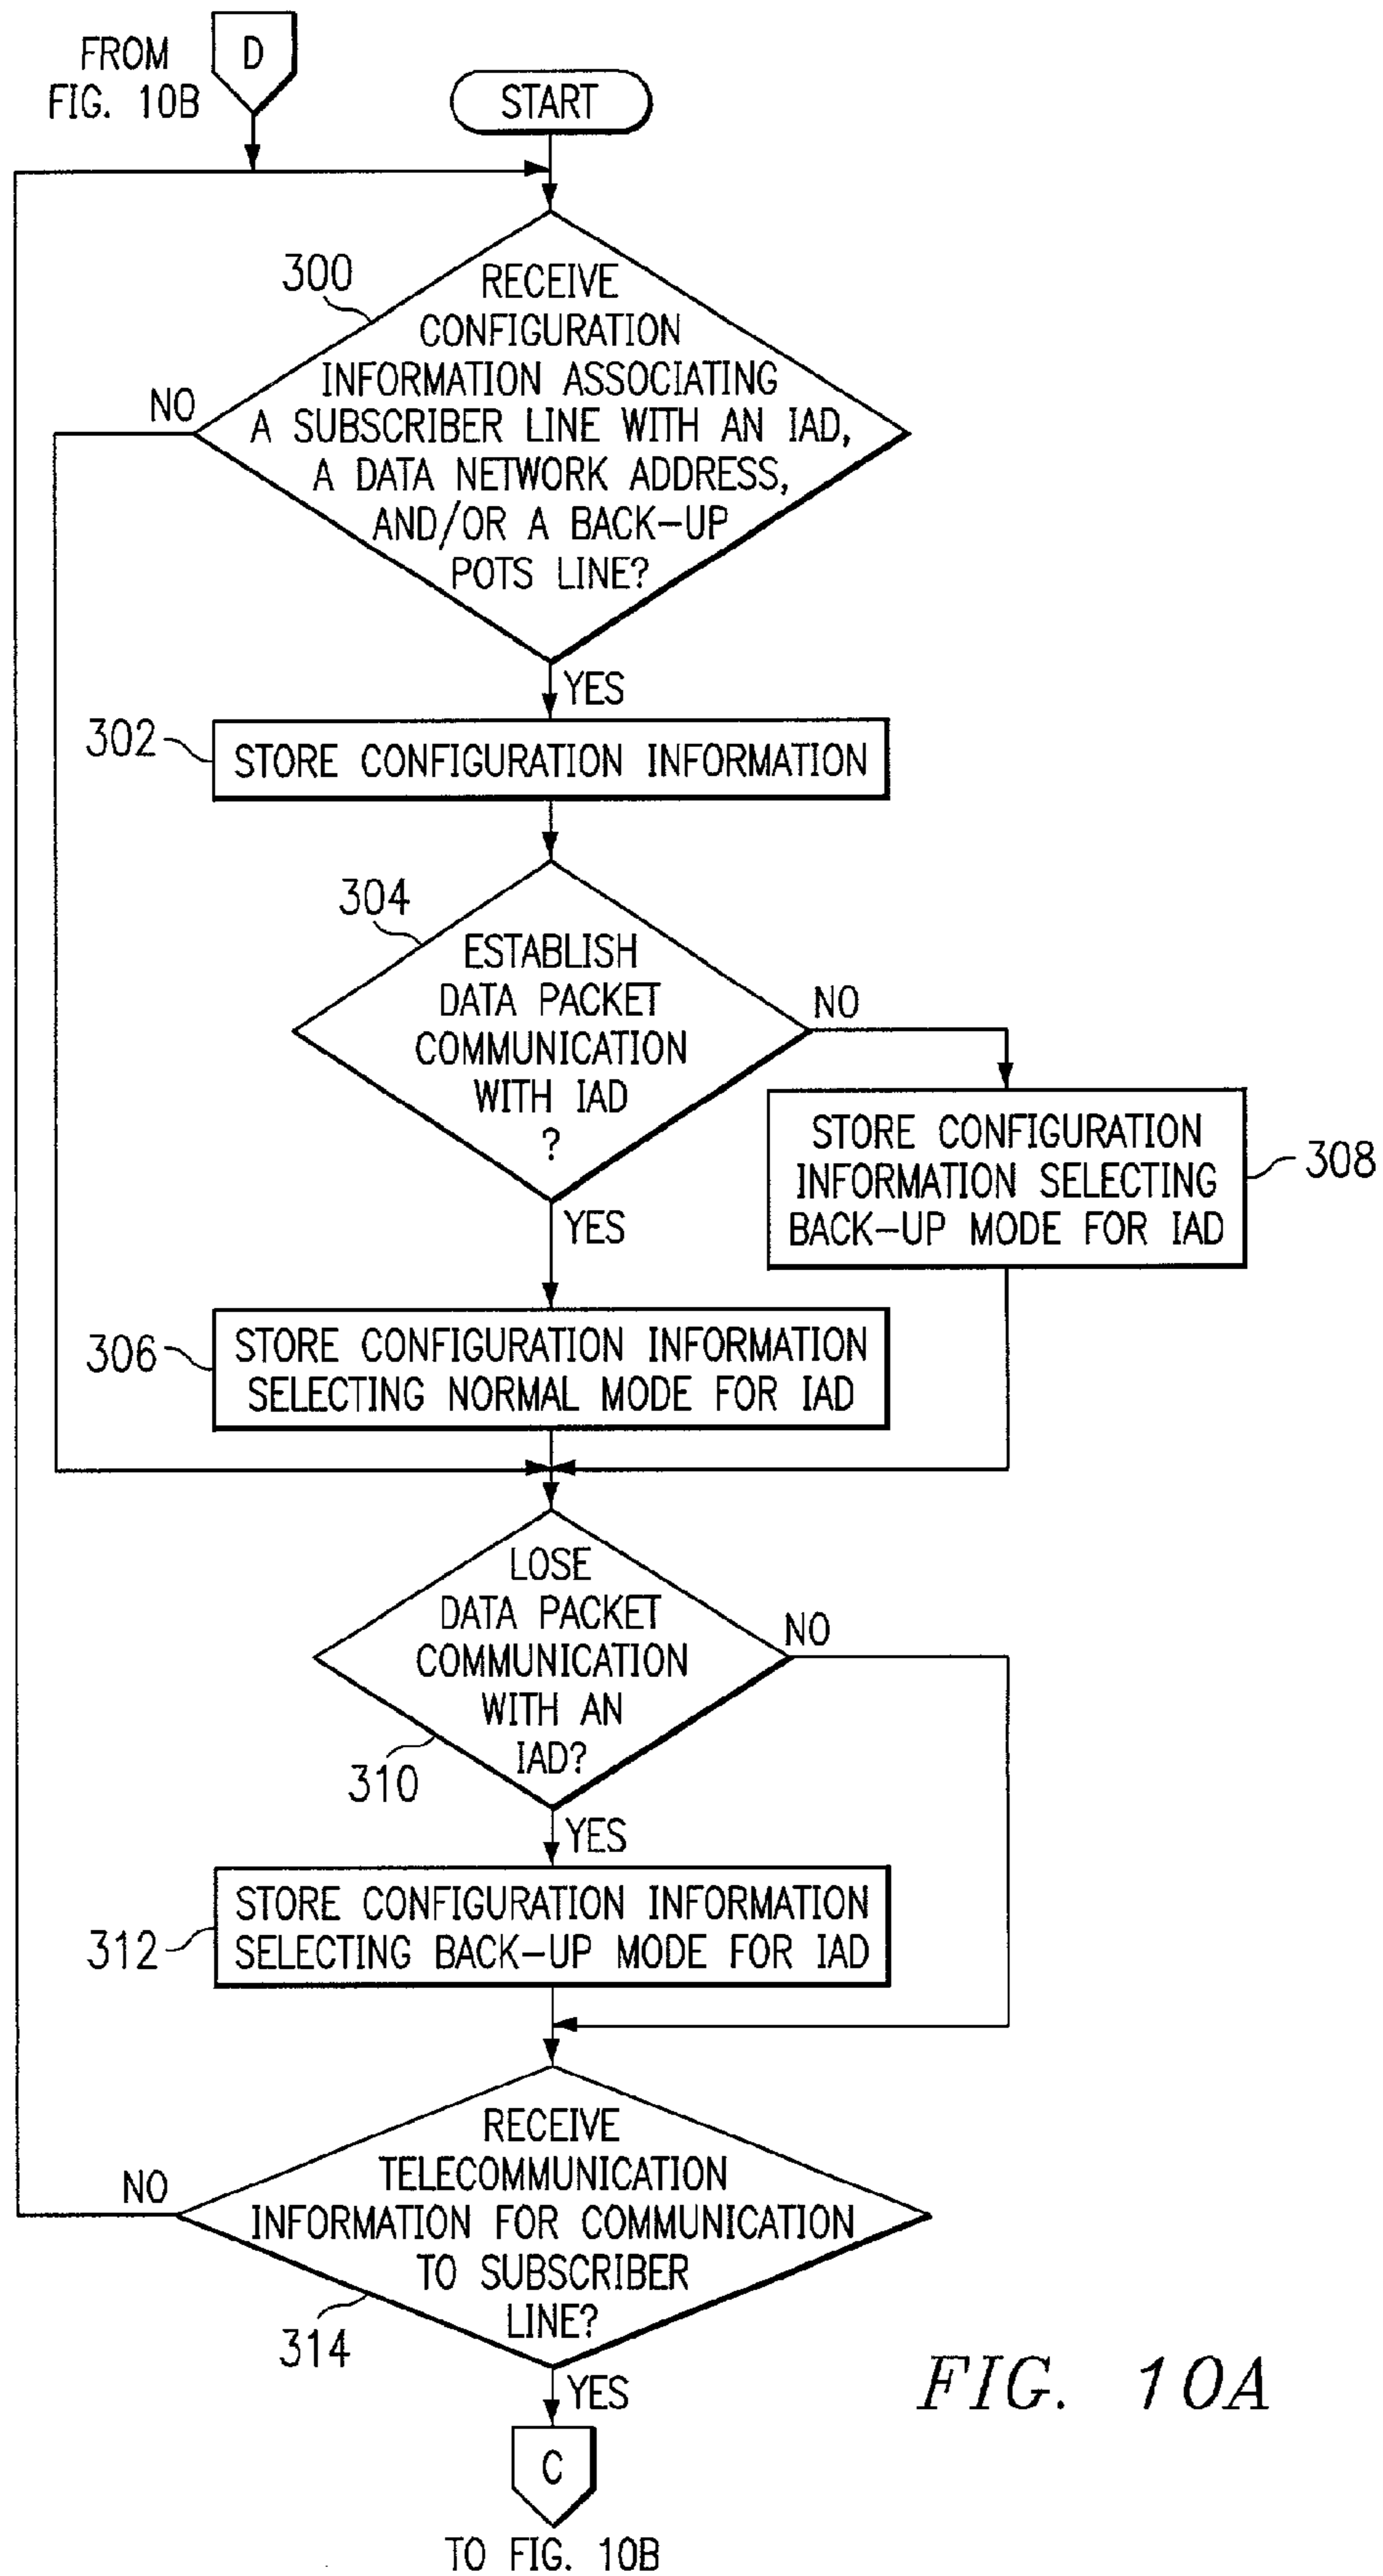 FROM
FIG. 10B
D
START
300
RECEIVE
CONFIGURATION
INFORMATION ASSOCIATING
A SUBSCRIBER LINE WITH AN IAD,
A DATA NETWORK ADDRESS,
AND/OR A BACK-UP
POTS LINE?
NO
YES
302
STORE CONFIGURATION INFORMATION
304
ESTABLISH
DATA PACKET
COMMUNICATION
WITH IAD
?
NO
YES
STORE CONFIGURATION
INFORMATION SELECTING
BACK-UP MODE FOR IAD
308
306
STORE CONFIGURATION INFORMATION
SELECTING NORMAL MODE FOR IAD
LOSE
DATA PACKET
COMMUNICATION
WITH AN
IAD?
NO
310
YES
312
STORE CONFIGURATION INFORMATION
SELECTING BACK-UP MODE FOR IAD
RECEIVE
TELECOMMUNICATION
INFORMATION FOR COMMUNICATION
TO SUBSCRIBER
LINE?
NO
314
YES
C
TO FIG. 10B
FIG. 10A